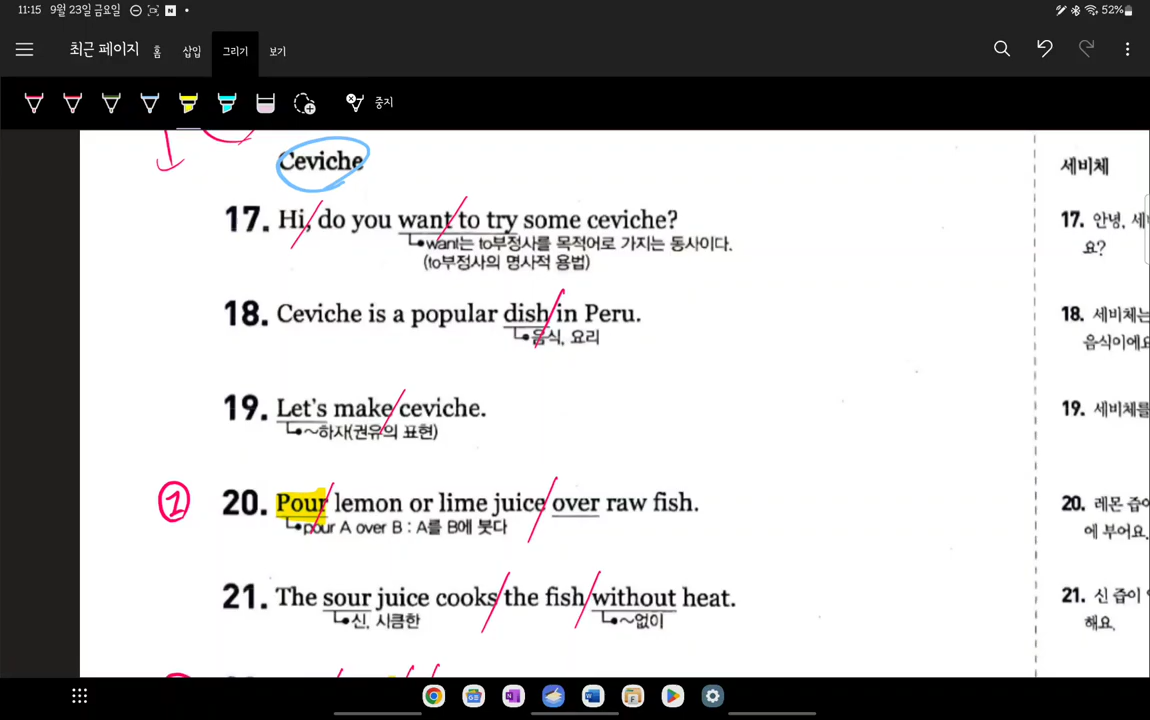 11:15 9월 23일 금요일 52%
최근 페이지 홈 삽입 그리기 보기
중지
Ceviche
세비체
17. Hi, do you want to try some ceviche?
want는 to부정사를 목적어로 가지는 동사이다.
(to부정사의 명사적 용법)
17. 안녕, 세
요?
18. Ceviche is a popular dish in Peru.
음식, 요리
18. 세비체는
음식이에요
19. Let's make ceviche.
~하자(권유의 표현)
19. 세비체를
① 20. Pour lemon or lime juice over raw fish.
pour A over B : A를 B에 붓다
20. 레몬 즙이
에 부어요.
21. The sour juice cooks the fish without heat.
신, 시큼한
~없이
21. 신 즙이
해요.